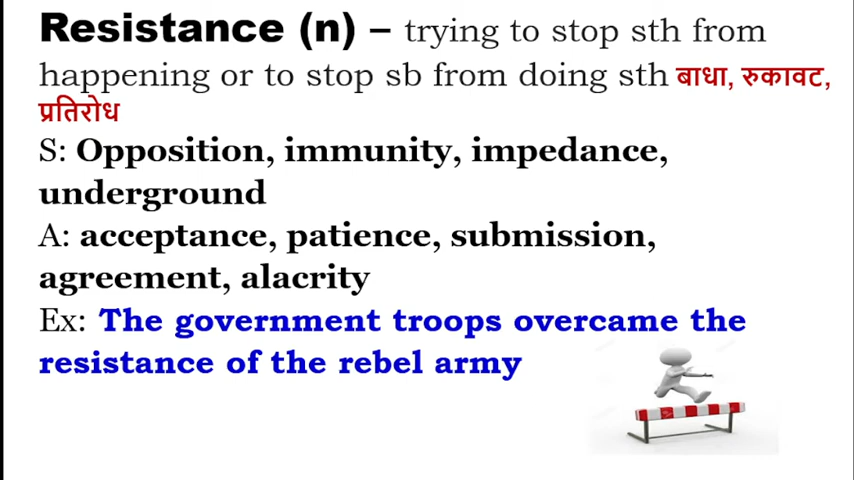 Resistance (n) – trying to stop sth from
happening or to stop sb from doing sth बाधा, रुकावट,
प्रतिरोध
S: Opposition, immunity, impedance,
underground
A: acceptance, patience, submission,
agreement, alacrity
Ex: The government troops overcame the
resistance of the rebel army